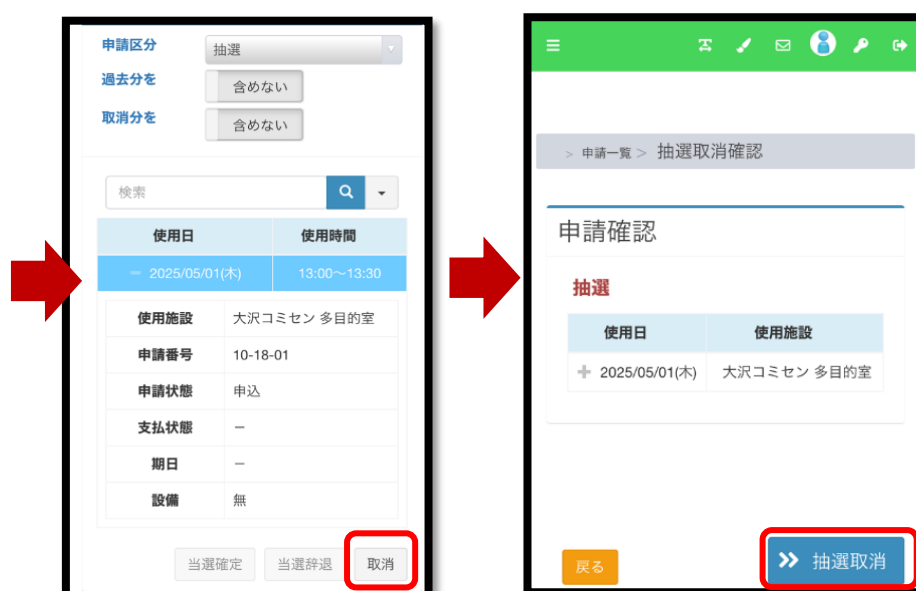 申請区分 抽選
過去分を 含めない
取消分を 含めない
検索
使用日 使用時間
2025/05/01(木) 13:00〜13:30
使用施設 大沢コミセン 多目的室
申請番号 10-18-01
申請状態 申込
支払状態 −
期日 −
設備 無
当選確定 当選辞退 取消
> 申請一覧 > 抽選取消確認
申請確認
抽選
使用日 使用施設
2025/05/01(木) 大沢コミセン 多目的室
戻る 抽選取消